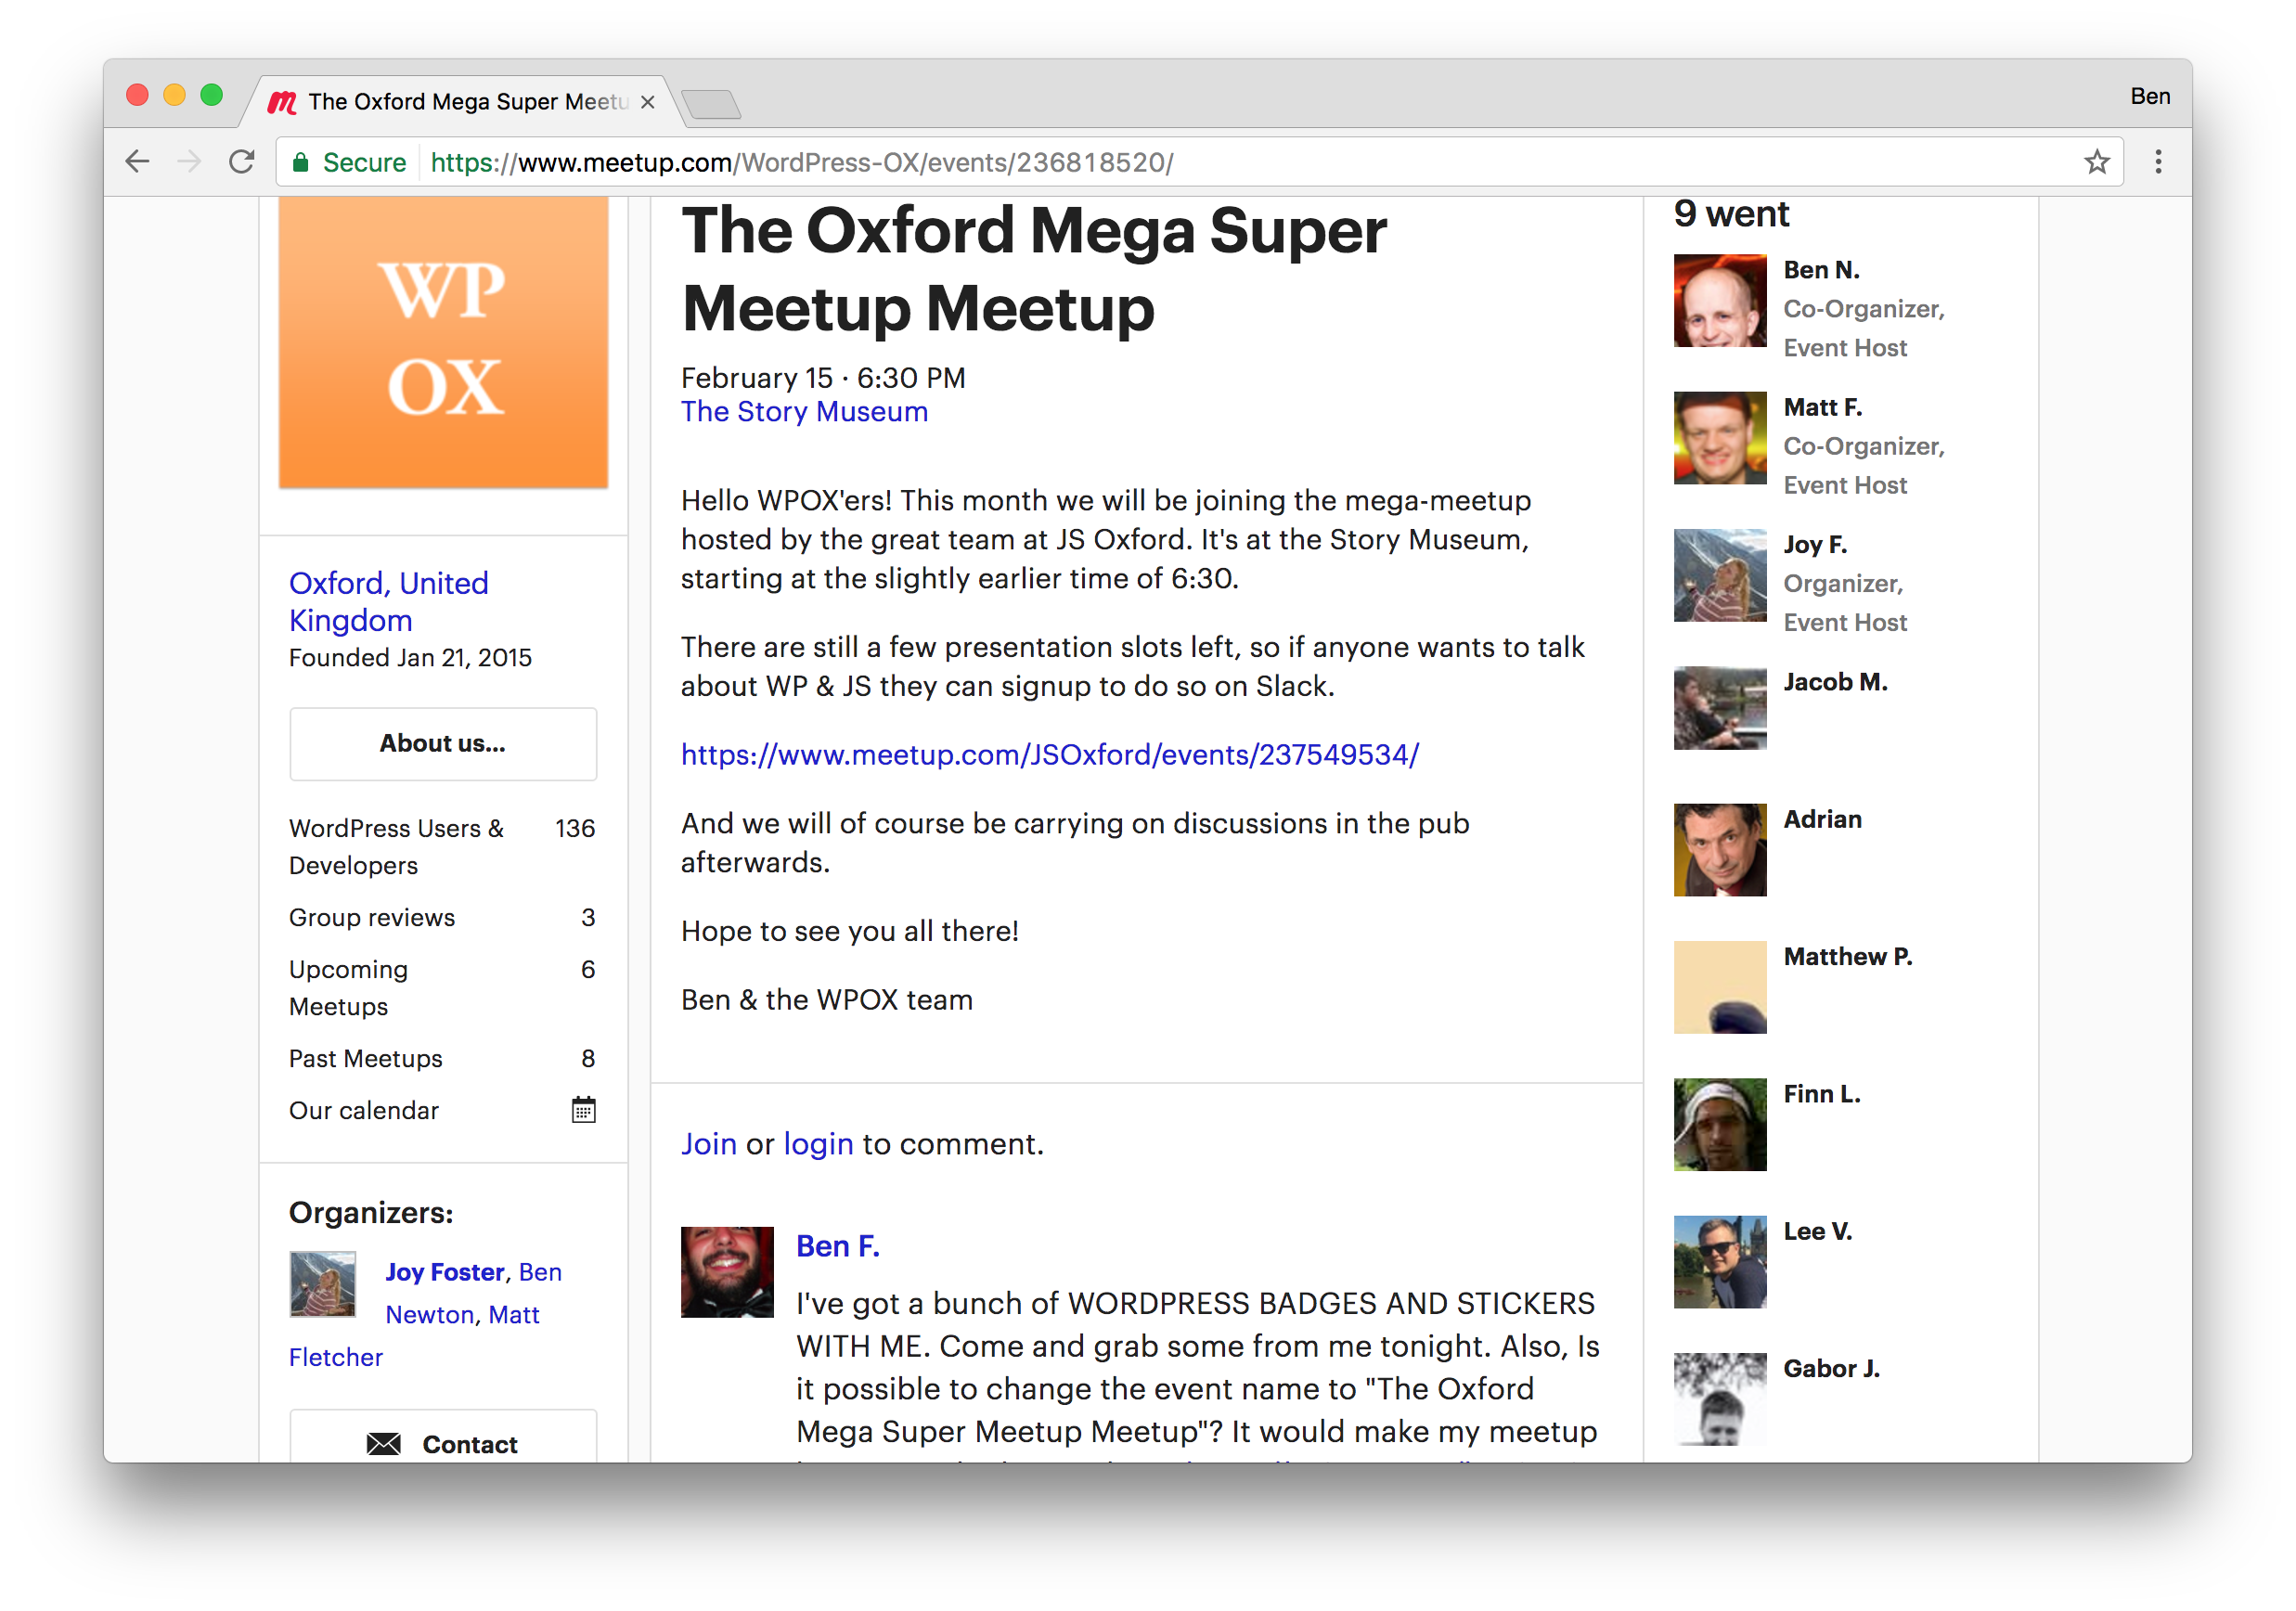 The Oxford Mega Super Meetu
Ben
Secure https://www.meetup.com/WordPress-OX/events/236818520/
WP
OX
Oxford, United
Kingdom
Founded Jan 21, 2015
About us...
WordPress Users & 136
Developers
Group reviews 3
Upcoming 6
Meetups
Past Meetups 8
Our calendar
Organizers:
Joy Foster, Ben
Newton, Matt
Fletcher
Contact
The Oxford Mega Super
Meetup Meetup
February 15 · 6:30 PM
The Story Museum
Hello WPOX'ers! This month we will be joining the mega-meetup
hosted by the great team at JS Oxford. It's at the Story Museum,
starting at the slightly earlier time of 6:30.
There are still a few presentation slots left, so if anyone wants to talk
about WP & JS they can signup to do so on Slack.
https://www.meetup.com/JSOxford/events/237549534/
And we will of course be carrying on discussions in the pub
afterwards.
Hope to see you all there!
Ben & the WPOX team
Join or login to comment.
Ben F.
I've got a bunch of WORDPRESS BADGES AND STICKERS
WITH ME. Come and grab some from me tonight. Also, Is
it possible to change the event name to "The Oxford
Mega Super Meetup Meetup"? It would make my meetup
9 went
Ben N.
Co-Organizer,
Event Host
Matt F.
Co-Organizer,
Event Host
Joy F.
Organizer,
Event Host
Jacob M.
Adrian
Matthew P.
Finn L.
Lee V.
Gabor J.